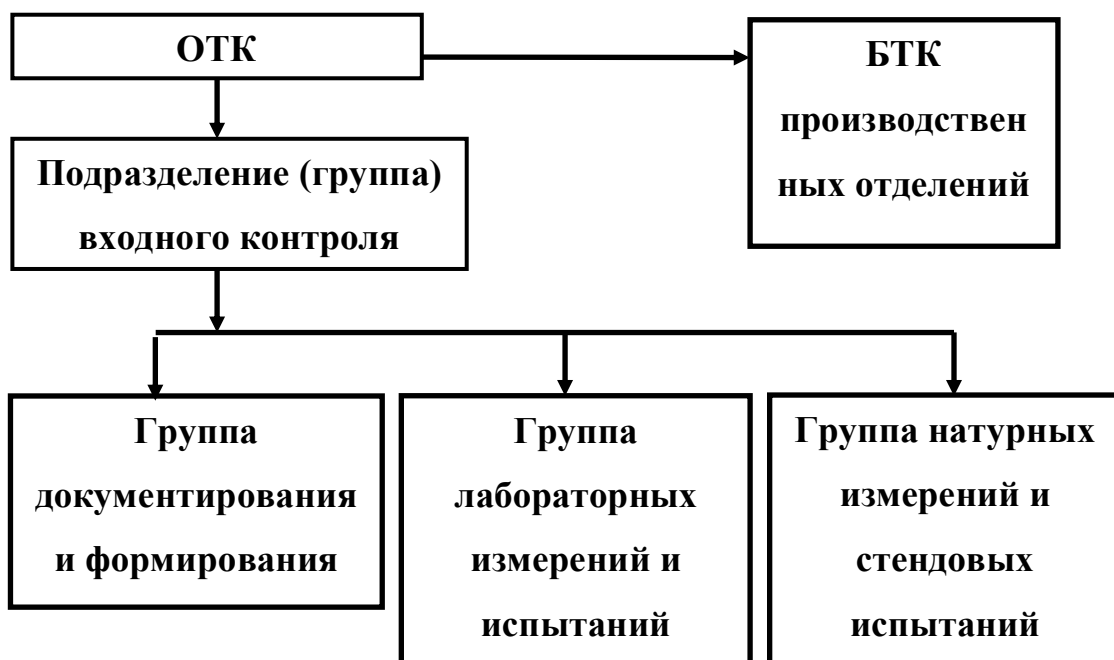 ОТК
БТК
производствен
ных отделений
Подразделение (группа)
входного контроля
Группа
документирования
и формирования
Группа
лабораторных
измерений и
испытаний
Группа натурных
измерений и
стендовых
испытаний